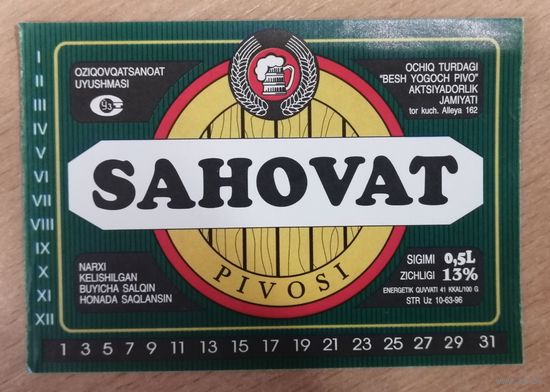 I
II
III
IV
V
VI
VII
VIII
IX
X
XI
XII
OZIQOVQATSANOAT
UYUSHMASI
Уз
OCHIQ TURDAGI
"BESH YOGOCH PIVO"
AKTSIYADORLIK
JAMIYATI
tor kuch. Alleya 162
SAHOVAT
PIVOSI
NARXI
KELISHILGAN
BUYICHA SALQIN
HONADA SAQLANSIN
SIGIMI 0,5L
ZICHLIGI 13%
ENERGETIK QUVVATI 41 KKAL/100 G
STR Uz 10-63-96
1 3 5 7 9 11 13 15 17 19 21 23 25 27 29 31